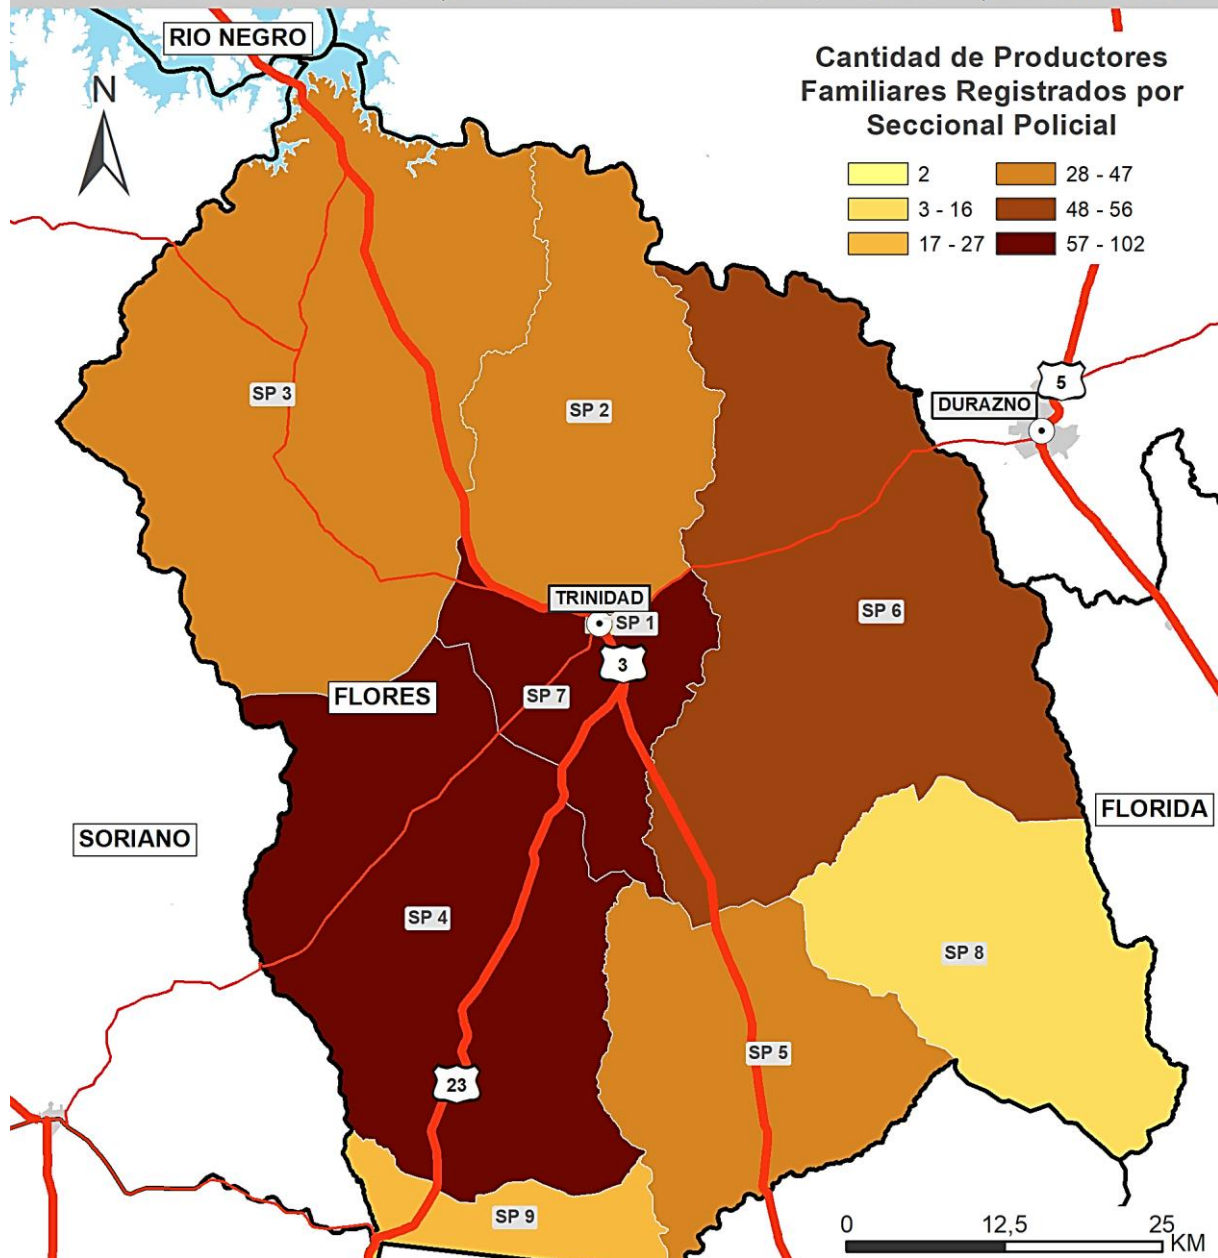 RIO NEGRO
Cantidad de Productores
Familiares Registrados por
Seccional Policial
N
2
28 - 47
3 - 16
48 - 56
17 - 27
57 - 102
5
SP 3
SP 2
DURAZNO
TRINIDAD
SP 1
SP 6
3
FLORES
SP 7
SORIANO
FLORIDA
SP 4
SP 8
SP 5
23
SP 9
0 12,5 25
KM